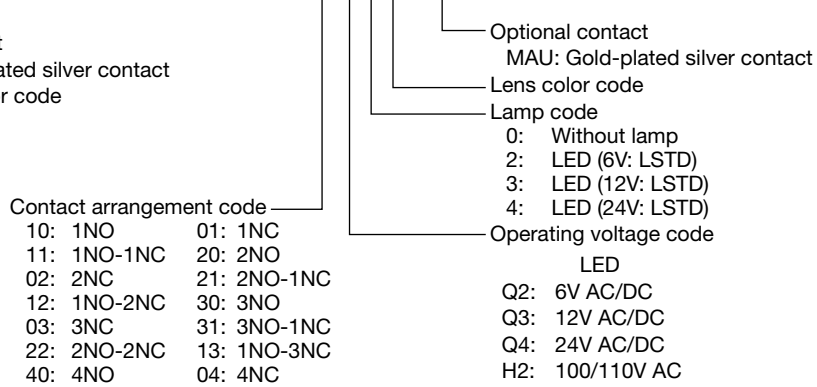 Optional contact
MAU: Gold-plated silver contact
Lens color code
Lamp code
0: Without lamp
2: LED (6V: LSTD)
3: LED (12V: LSTD)
4: LED (24V: LSTD)
Operating voltage code
LED
Q2: 6V AC/DC
Q3: 12V AC/DC
Q4: 24V AC/DC
H2: 100/110V AC
t
ated silver contact
r code
Contact arrangement code
10: 1NO 01: 1NC
11: 1NO-1NC 20: 2NO
02: 2NC 21: 2NO-1NC
12: 1NO-2NC 30: 3NO
03: 3NC 31: 3NO-1NC
22: 2NO-2NC 13: 1NO-3NC
40: 4NO 04: 4NC